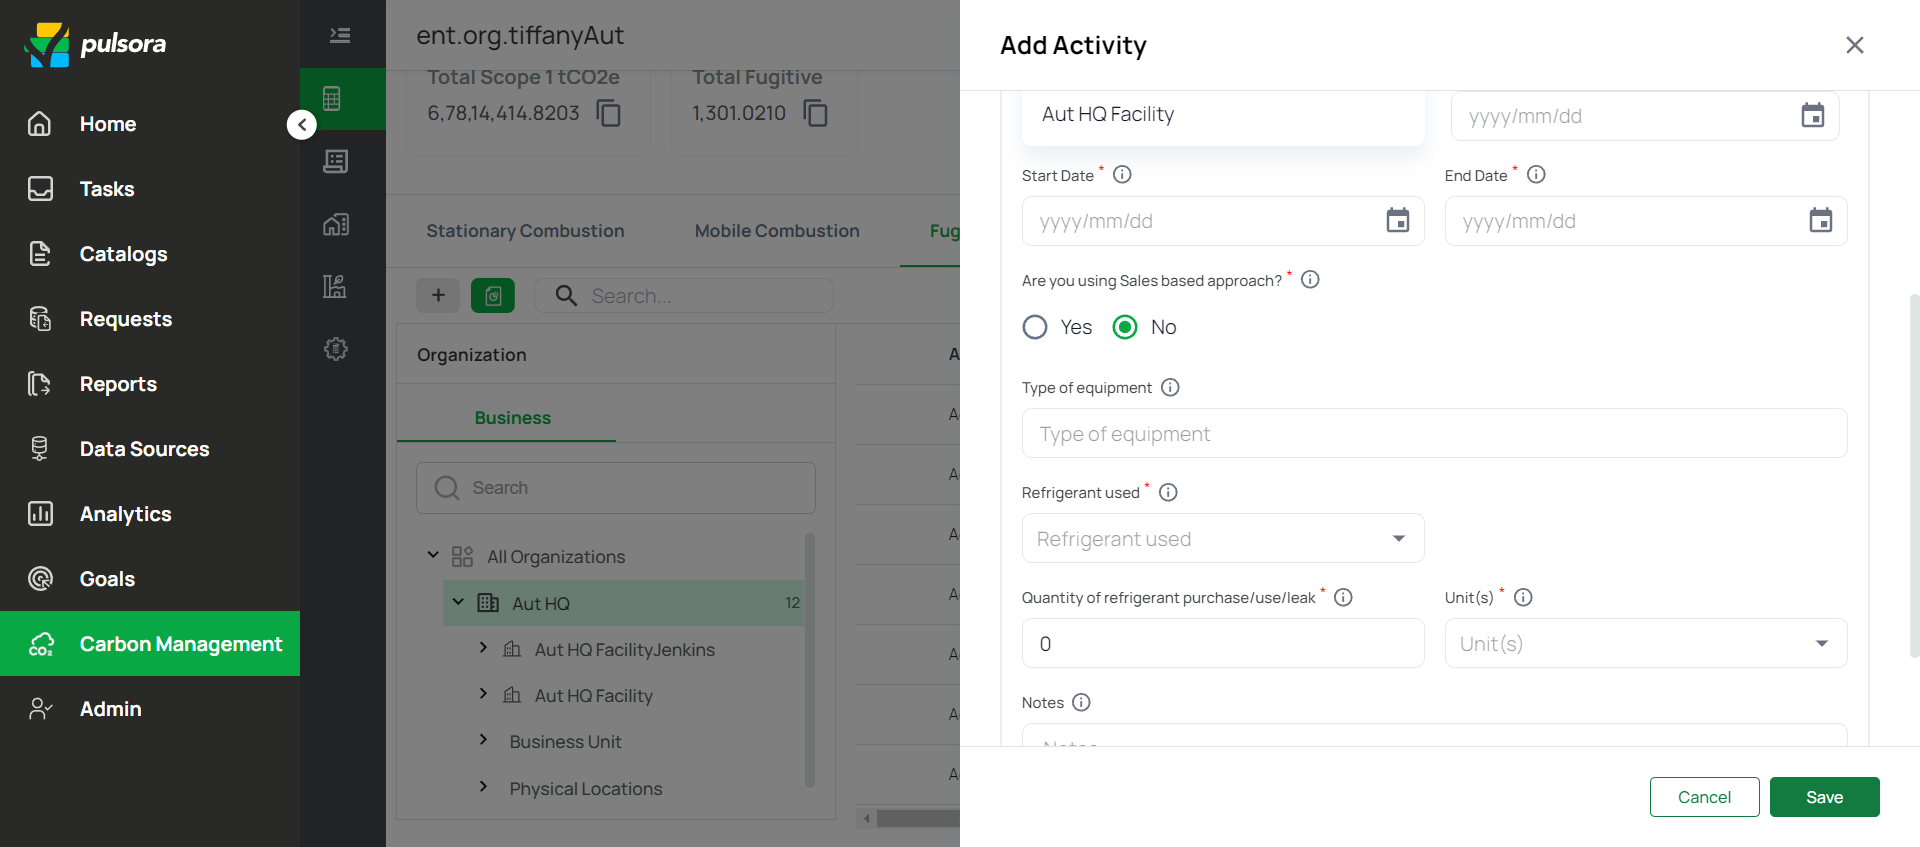 pulsora
Home
Tasks
Catalogs
Requests
Reports
Data Sources
Analytics
Goals
Carbon Management
Admin
ent.org.tiffanyAut
Total Scope 1 tCO2e
6,78,14,414.8203
Total Fugitive
1,301.0210
Stationary Combustion
Mobile Combustion
Fug
Search...
Organization
Business
Search
All Organizations
Aut HQ
12
Aut HQ FacilityJenkins
Aut HQ Facility
Business Unit
Physical Locations
Add Activity
Aut HQ Facility
yyyy/mm/dd
Start Date *
End Date *
yyyy/mm/dd
yyyy/mm/dd
Are you using Sales based approach? *
Yes
No
Type of equipment
Type of equipment
Refrigerant used *
Refrigerant used
Quantity of refrigerant purchase/use/leak *
Unit(s) *
0
Unit(s)
Notes
Notes
Cancel
Save